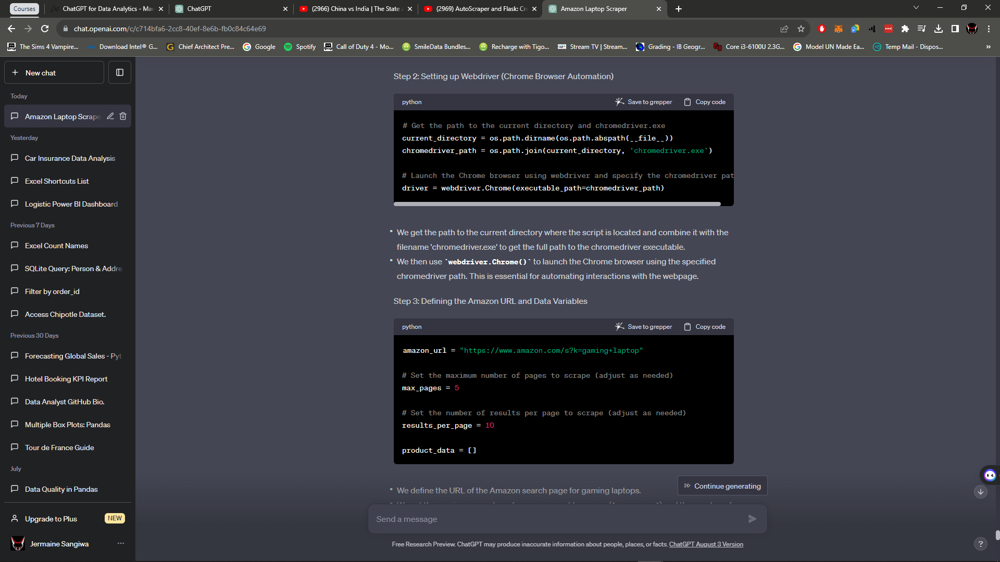 Courses
ChatGPT for Data Analytics - Mav
ChatGPT
(2966) China vs India | The State a
(2969) AutoScraper and Flask: Cre
Amazon Laptop Scraper
chat.openai.com/c/c714bfa6-2cc8-40ef-8e6b-fb0c84c64e69
The Sims 4 Vampire...
Download Intel® G...
Chief Architect Pre...
Google
Spotify
Call of Duty 4 - Mo...
SmileData Bundles...
Recharge with Tigo...
Stream TV | Stream...
Grading - IB Geogr...
Core i3-6100U 2.3G...
Model UN Made Ea...
Temp Mail - Dispos...
New chat
Today
Amazon Laptop Scrape
Yesterday
Car Insurance Data Analysis
Excel Shortcuts List
Logistic Power BI Dashboard
Previous 7 Days
Excel Count Names
SQLite Query: Person & Addre
Filter by order_id
Access Chipotle Dataset.
Previous 30 Days
Forecasting Global Sales - Pyt
Hotel Booking KPI Report
Data Analyst GitHub Bio.
Multiple Box Plots: Pandas
Tour de France Guide
July
Data Quality in Pandas
Upgrade to Plus
NEW
Jermaine Sangiwa
Step 2: Setting up Webdriver (Chrome Browser Automation)
python
Save to grepper
Copy code
# Get the path to the current directory and chromedriver.exe
current_directory = os.path.dirname(os.path.abspath(__file__))
chromedriver_path = os.path.join(current_directory, 'chromedriver.exe')
# Launch the Chrome browser using webdriver and specify the chromedriver pat
driver = webdriver.Chrome(executable_path=chromedriver_path)
• We get the path to the current directory where the script is located and combine it with the
filename 'chromedriver.exe' to get the full path to the chromedriver executable.
• We then use `webdriver.Chrome()` to launch the Chrome browser using the specified
chromedriver path. This is essential for automating interactions with the webpage.
Step 3: Defining the Amazon URL and Data Variables
python
Save to grepper
Copy code
amazon_url = "https://www.amazon.com/s?k=gaming+laptop"
# Set the maximum number of pages to scrape (adjust as needed)
max_pages = 5
# Set the number of results per page to scrape (adjust as needed)
results_per_page = 10
product_data = []
• We define the URL of the Amazon search page for gaming laptops.
Continue generating
Send a message
Free Research Preview. ChatGPT may produce inaccurate information about people, places, or facts. ChatGPT August 3 Version
?